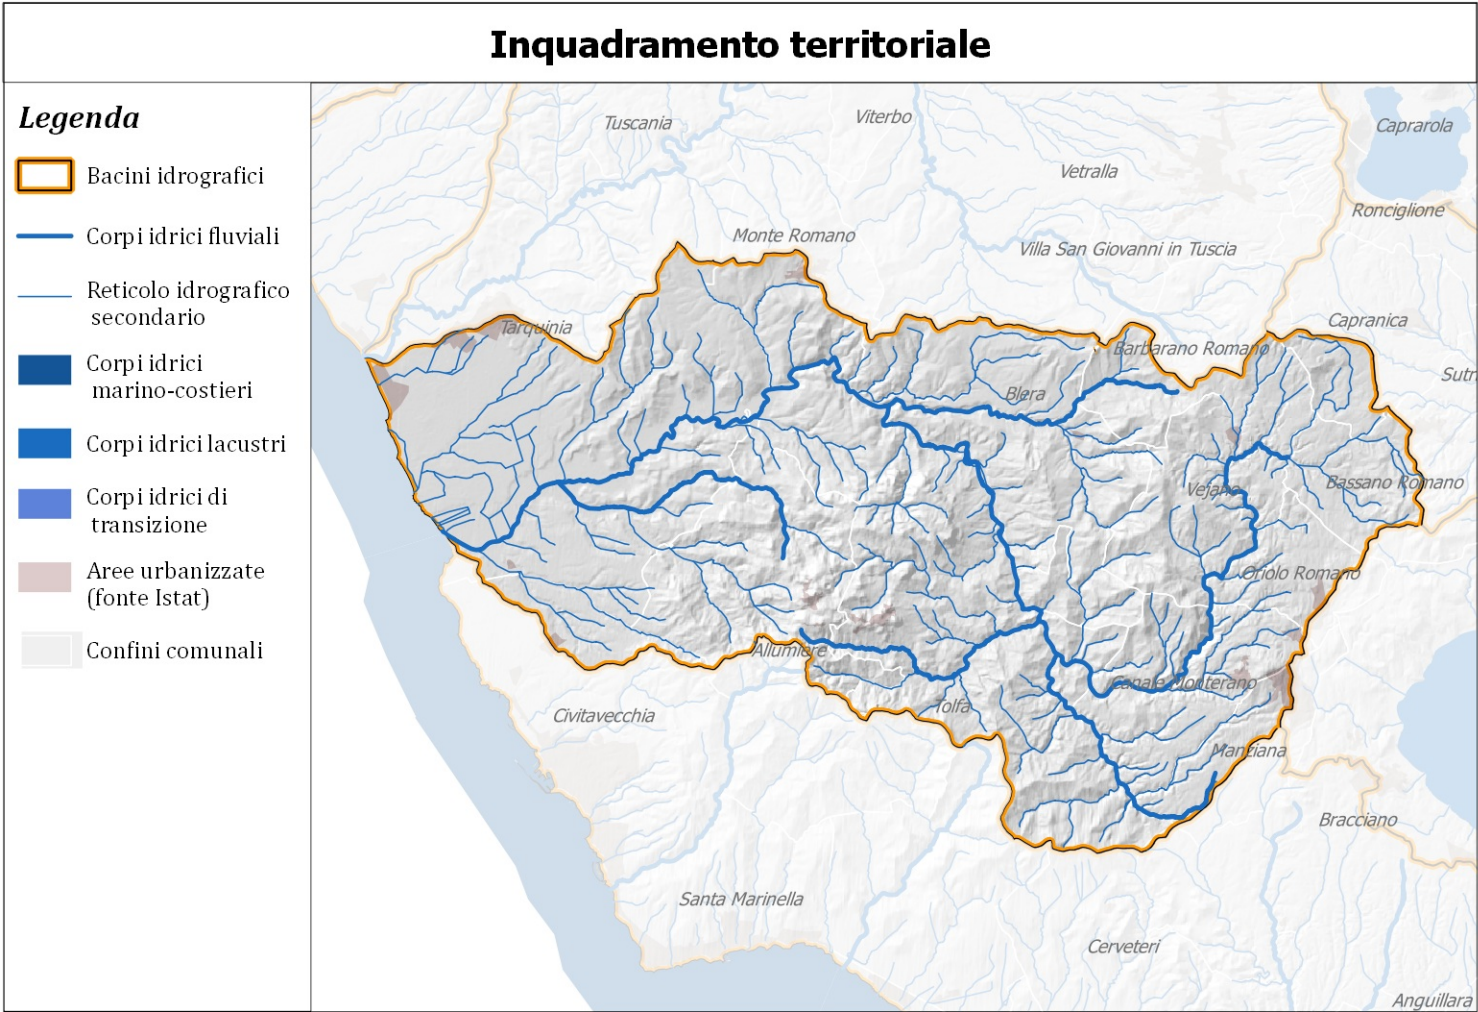 Inquadramento territoriale
Legenda
Bacini idrografici
Corpi idrici fluviali
Reticolo idrografico
secondario
Corpi idrici
marino-costieri
Corpi idrici lacustri
Corpi idrici di
transizione
Aree urbanizzate
(fonte Istat)
Confini comunali
Tuscania
Viterbo
Caprarola
Vetralla
Ronciglione
Monte Romano
Villa San Giovanni in Tuscia
Tarquinia
Capranica
Barbarano Romano
Sutr
Blera
Vejano
Bassano Romano
Oriolo Romano
Allumiere
Canale Monterano
Tolfa
Civitavecchia
Manziana
Bracciano
Santa Marinella
Cerveteri
Anguillara